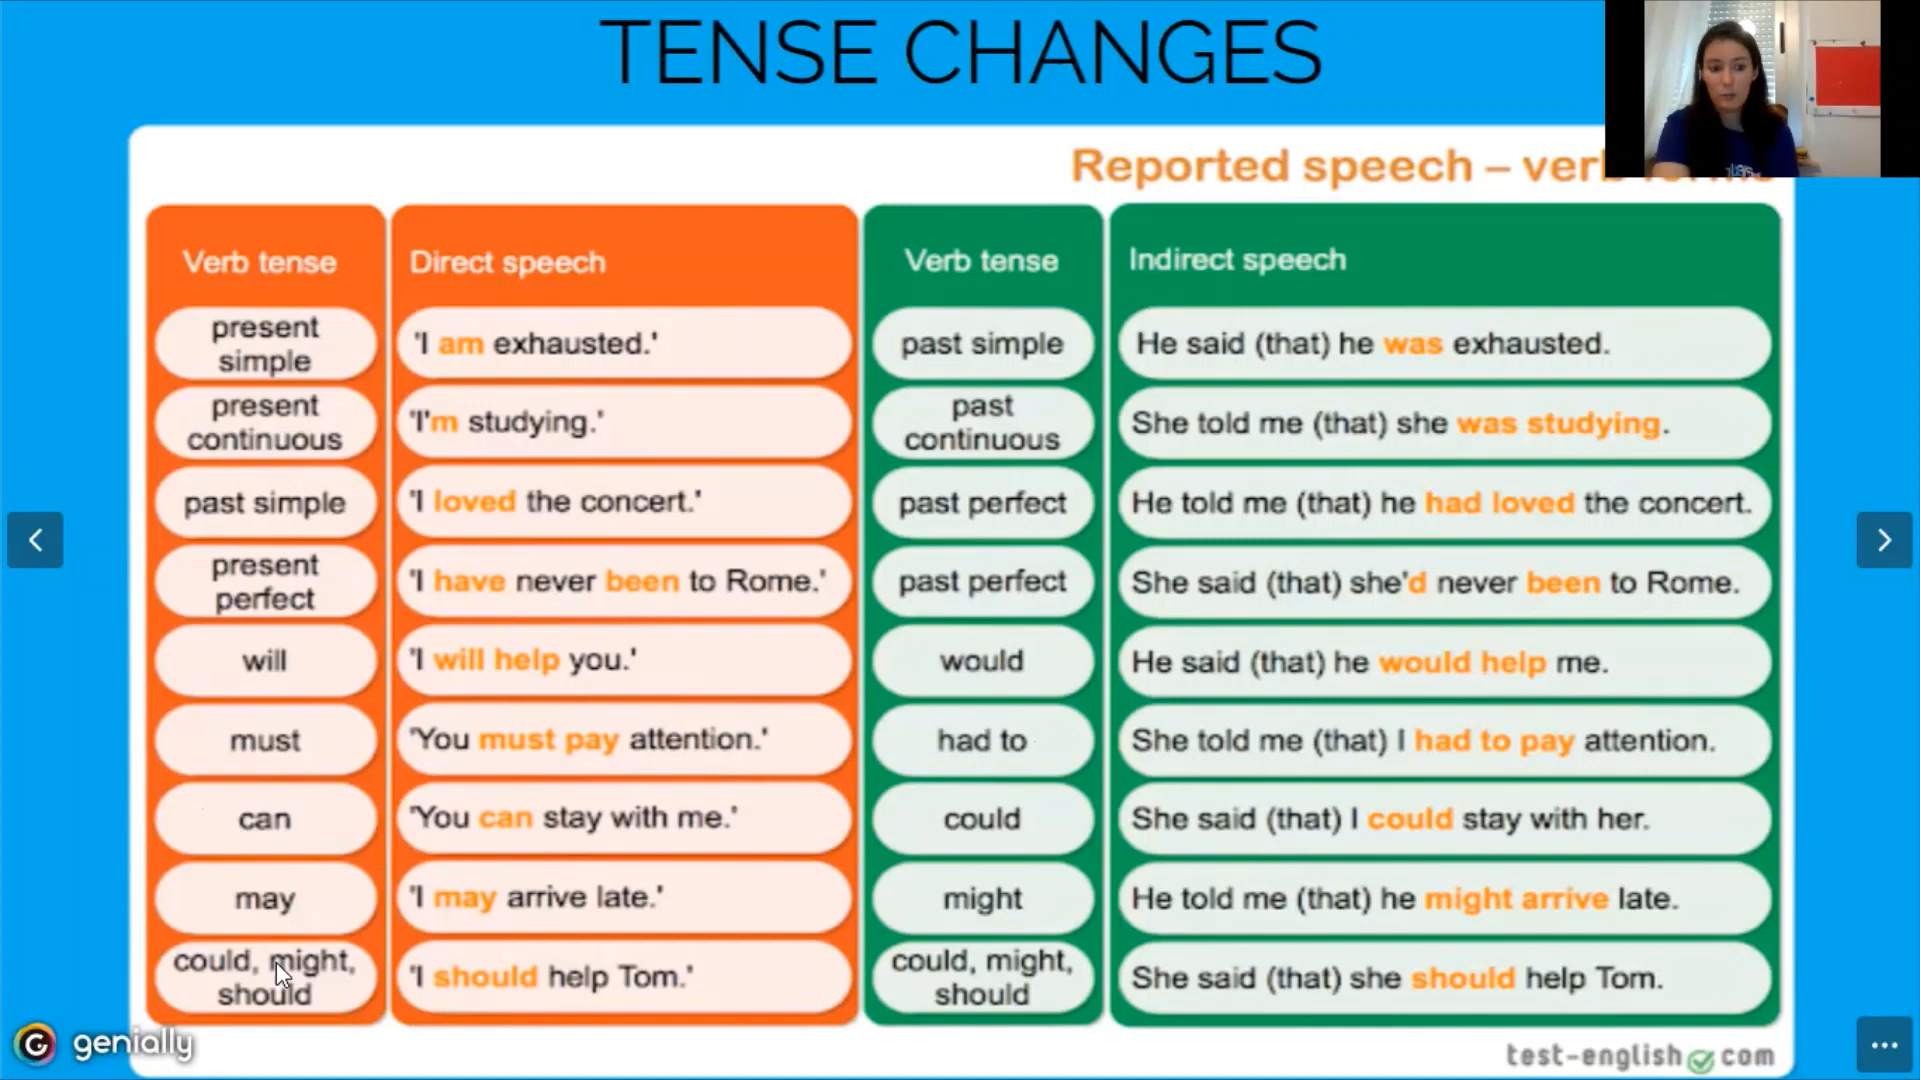 TENSE CHANGES
Reported speech – verb
Verb tense
Direct speech
Verb tense
Indirect speech
present
simple
'I am exhausted.'
past simple
He said (that) he was exhausted.
present
continuous
'I'm studying.'
past
continuous
She told me (that) she was studying.
past simple
'I loved the concert.'
past perfect
He told me (that) he had loved the concert.
present
perfect
'I have never been to Rome.'
past perfect
She said (that) she'd never been to Rome.
will
'I will help you.'
would
He said (that) he would help me.
must
'You must pay attention.'
had to
She told me (that) I had to pay attention.
can
'You can stay with me.'
could
She said (that) I could stay with her.
may
'I may arrive late.'
might
He told me (that) he might arrive late.
could, might,
should
'I should help Tom.'
could, might,
should
She said (that) she should help Tom.
genially
test-english com